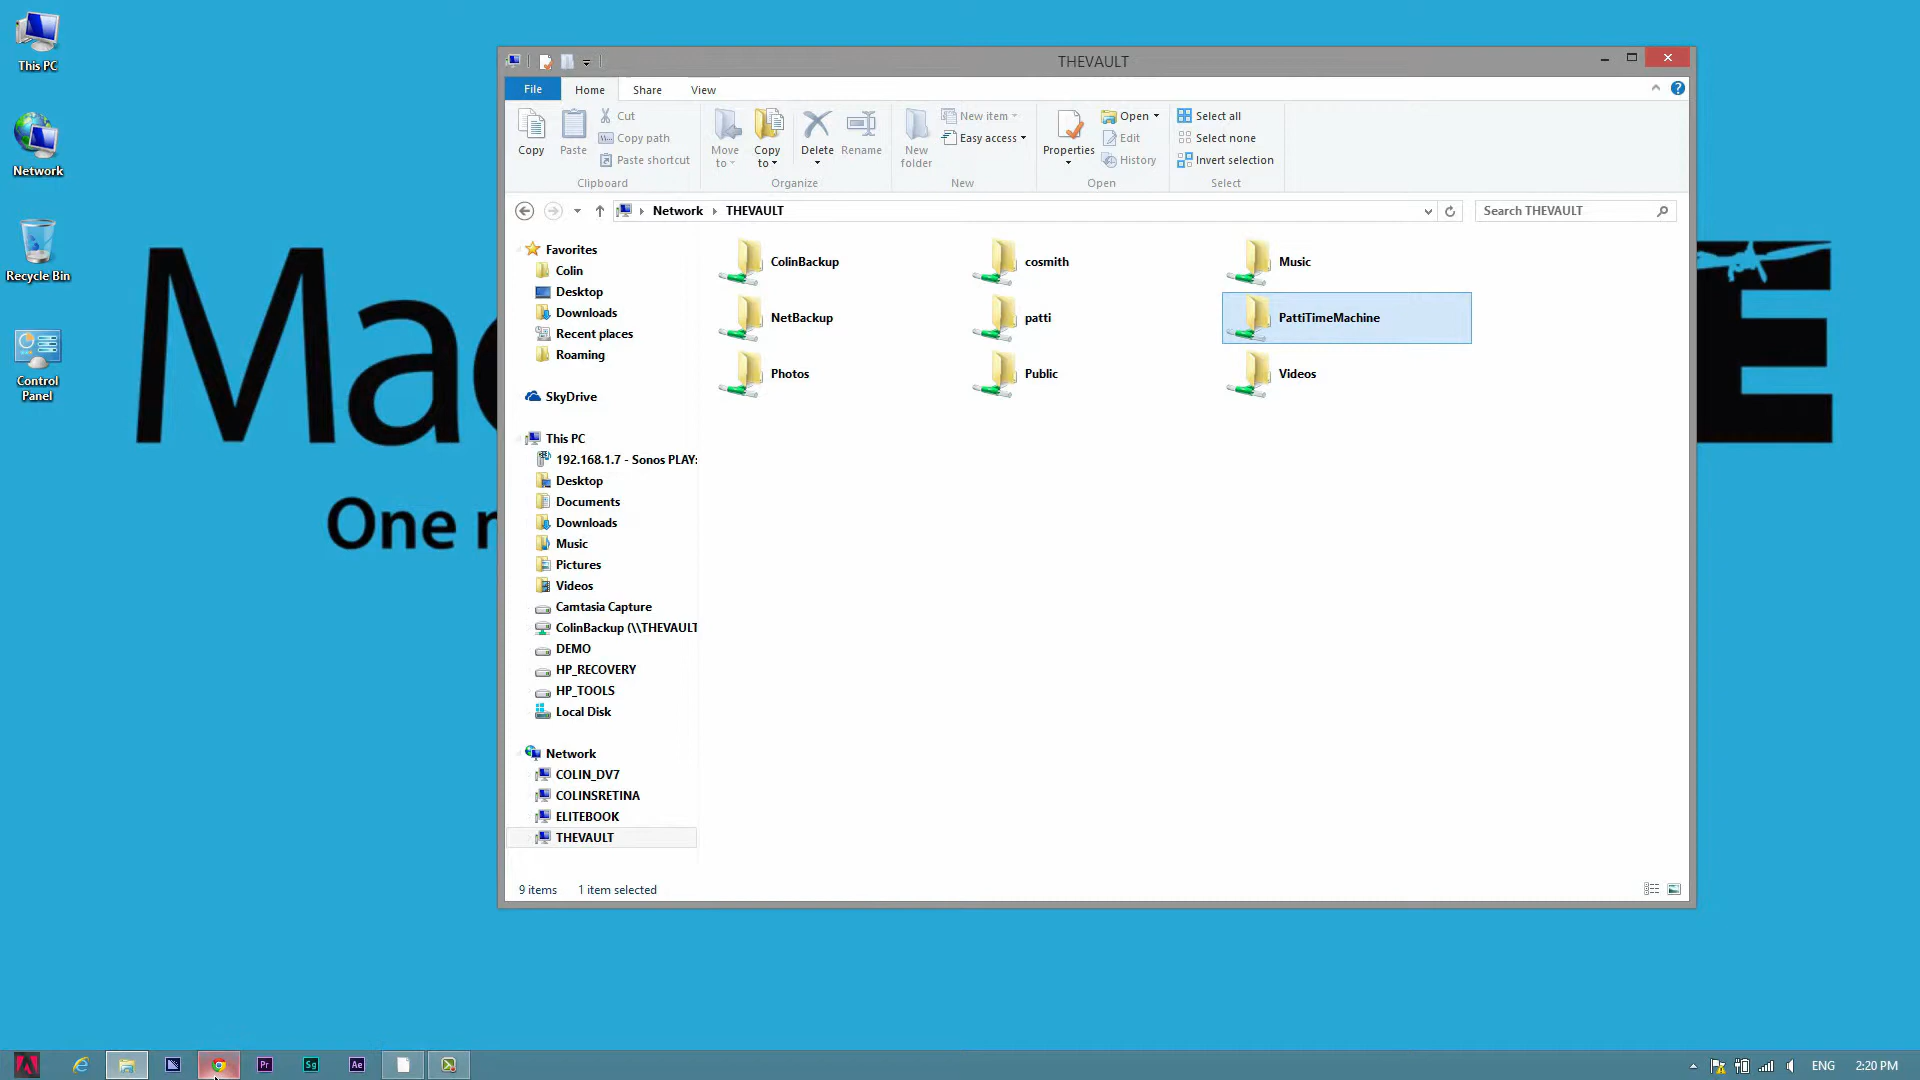 This PC
Network
Recycle Bin
Control
Panel
One
THEVAULT
File
Home
Share
View
Copy
Paste
Cut
Copy path
Paste shortcut
Clipboard
Move
to
Copy
to
Delete
Rename
Organize
New
folder
New item
Easy access
New
Properties
Open
Edit
History
Open
Select all
Select none
Invert selection
Select
Network
THEVAULT
Search THEVAULT
Favorites
Colin
Desktop
Downloads
Recent places
Roaming
SkyDrive
This PC
192.168.1.7 - Sonos PLAY:
Desktop
Documents
Downloads
Music
Pictures
Videos
Camtasia Capture
ColinBackup (\\THEVAULT
DEMO
HP_RECOVERY
HP_TOOLS
Local Disk
Network
COLIN_DV7
COLINSRETINA
ELITEBOOK
THEVAULT
ColinBackup
cosmith
Music
NetBackup
patti
PattiTimeMachine
Photos
Public
Videos
9 items
1 item selected
Pr
Sg
Ae
ENG
2:20 PM